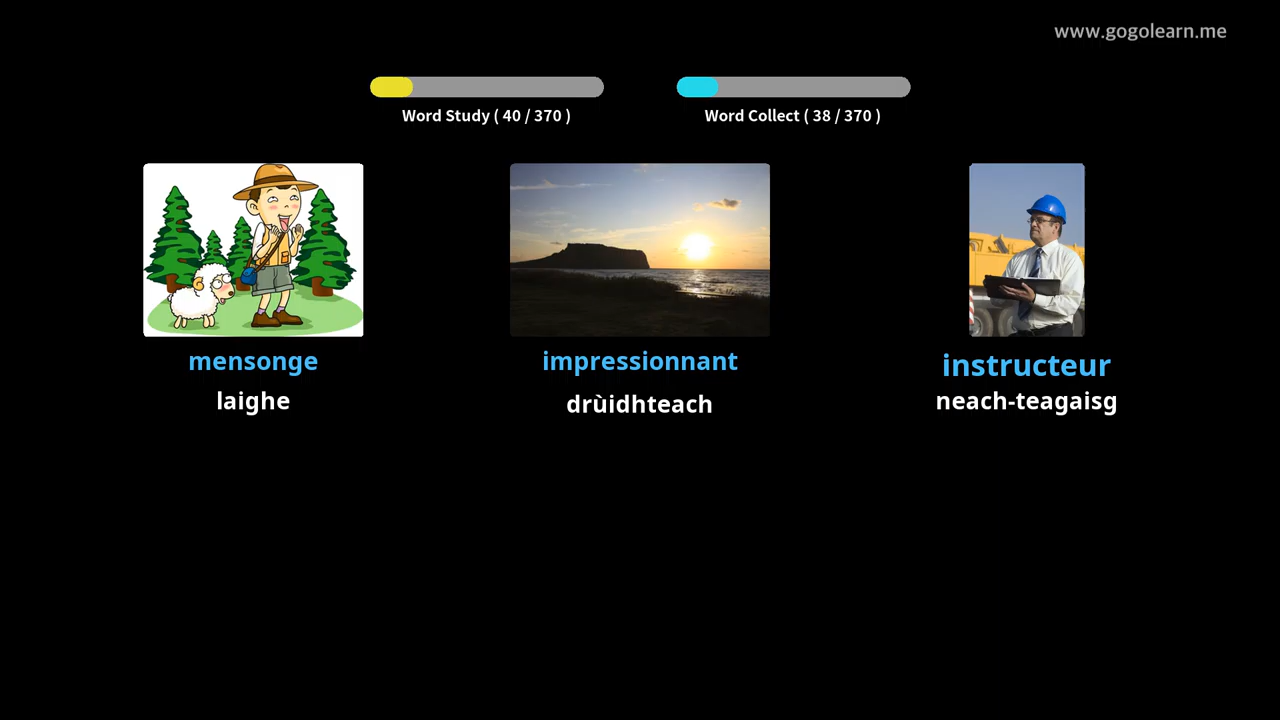 www.gogolearn.me
Word Study ( 40 / 370 )
Word Collect ( 38 / 370 )
mensonge
laighe
impressionnant
drùidhteach
instructeur
neach-teagaisg